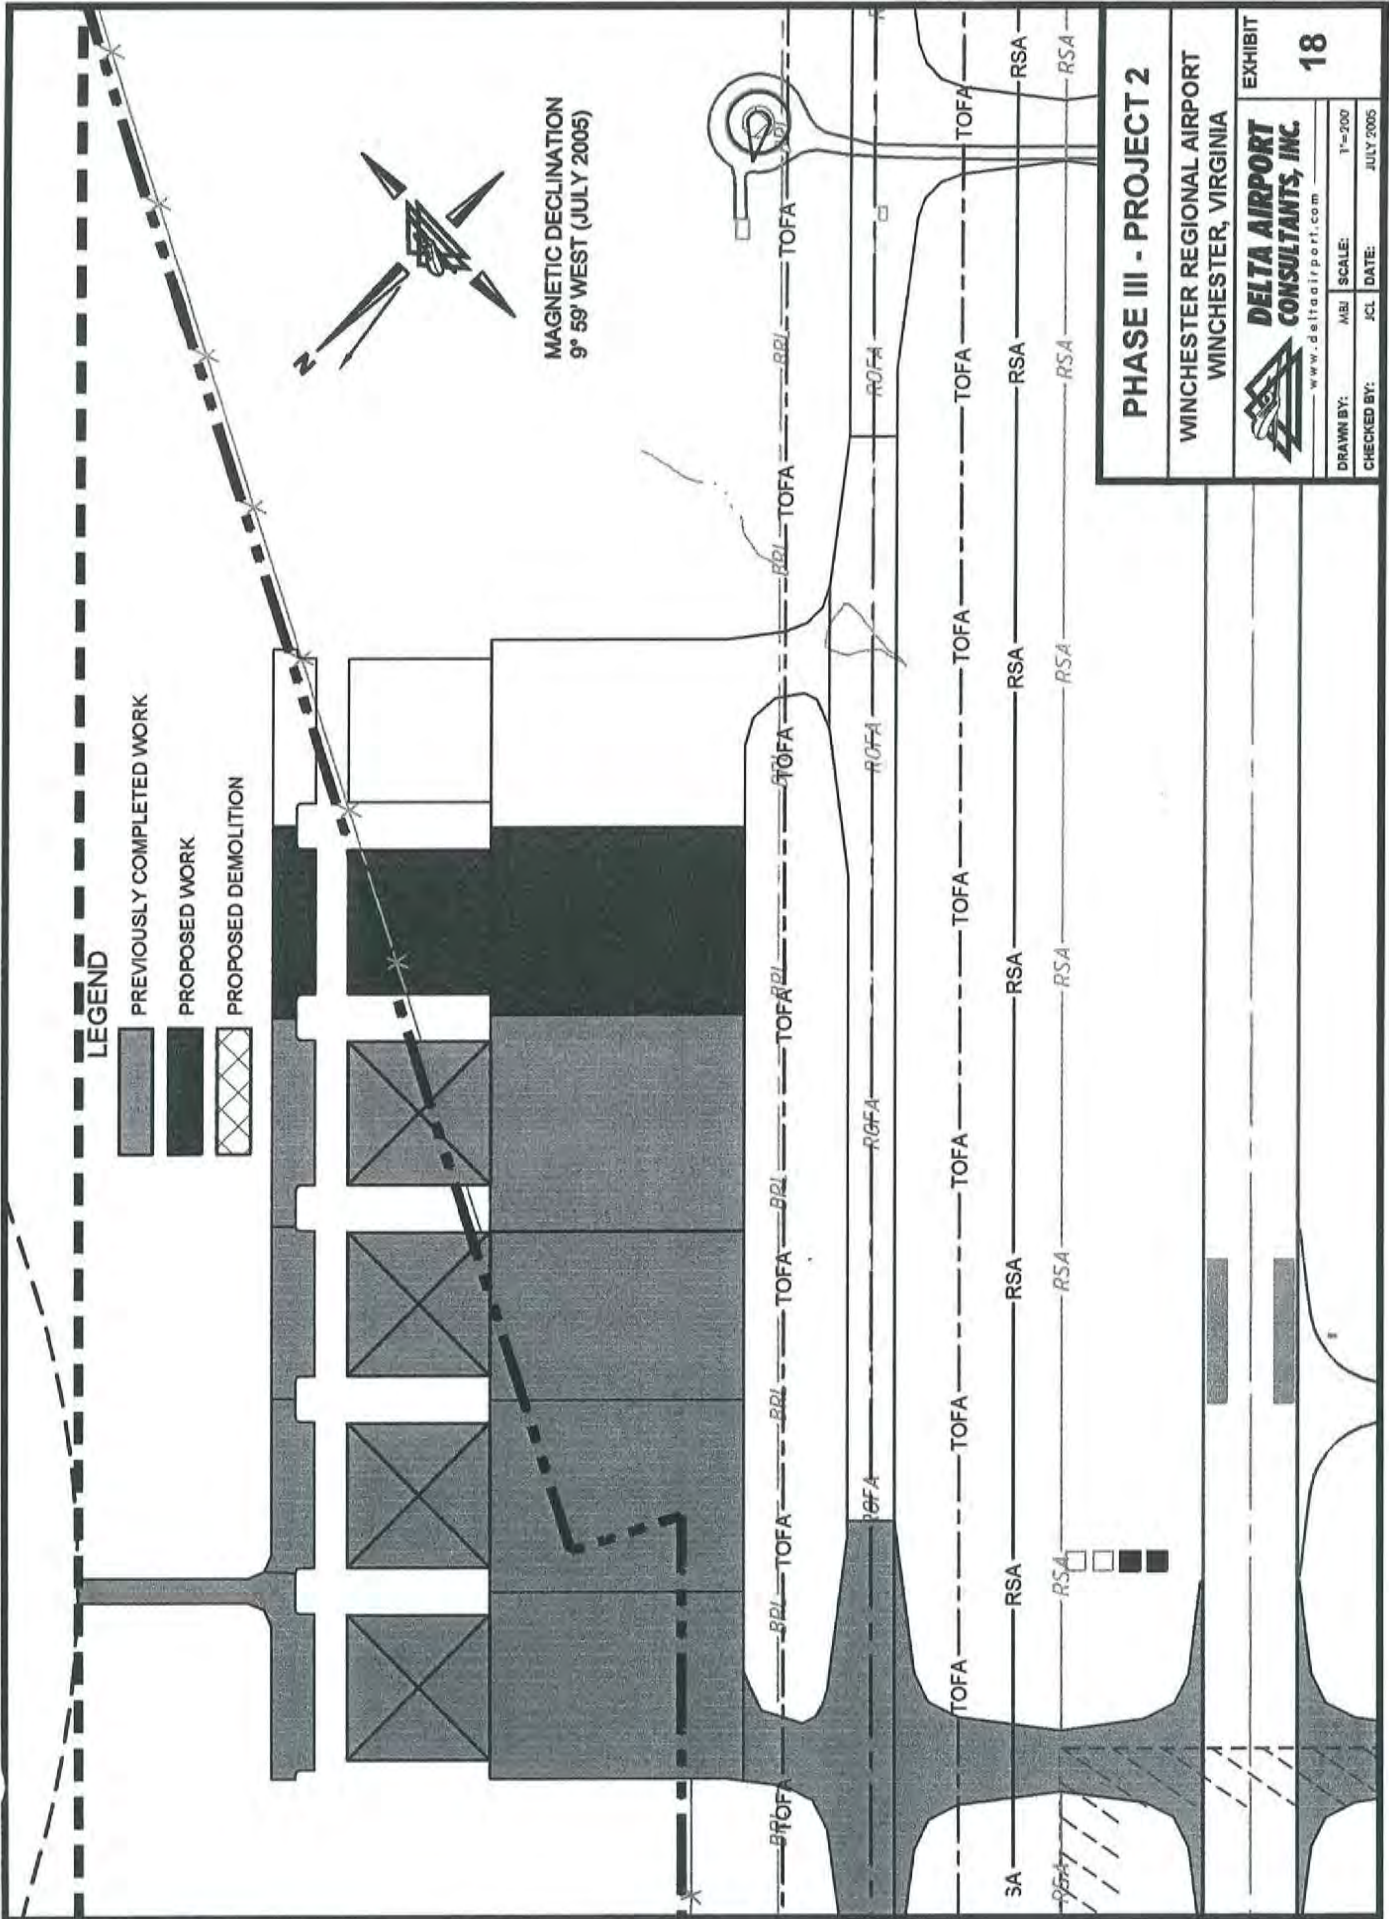 LEGEND
PREVIOUSLY COMPLETED WORK
PROPOSED WORK
PROPOSED DEMOLITION
N
MAGNETIC DECLINATION
9° 59' WEST (JULY 2005)
BRL BRL BRL BRL BRL BRL BRL BRL BRL
TOFA TOFA TOFA TOFA TOFA TOFA TOFA
ROFA ROFA ROFA ROFA
TOFA TOFA TOFA TOFA TOFA TOFA TOFA
SA RSA RSA RSA RSA RSA RSA
RSA RSA RSA RSA RSA RSA RSA
PHASE III - PROJECT 2
WINCHESTER REGIONAL AIRPORT
WINCHESTER, VIRGINIA
DELTA AIRPORT
CONSULTANTS, INC.
www.deltaairport.com
EXHIBIT
18
DRAWN BY: MBJ SCALE: 1"=200'
CHECKED BY: JCL DATE: JULY 2005